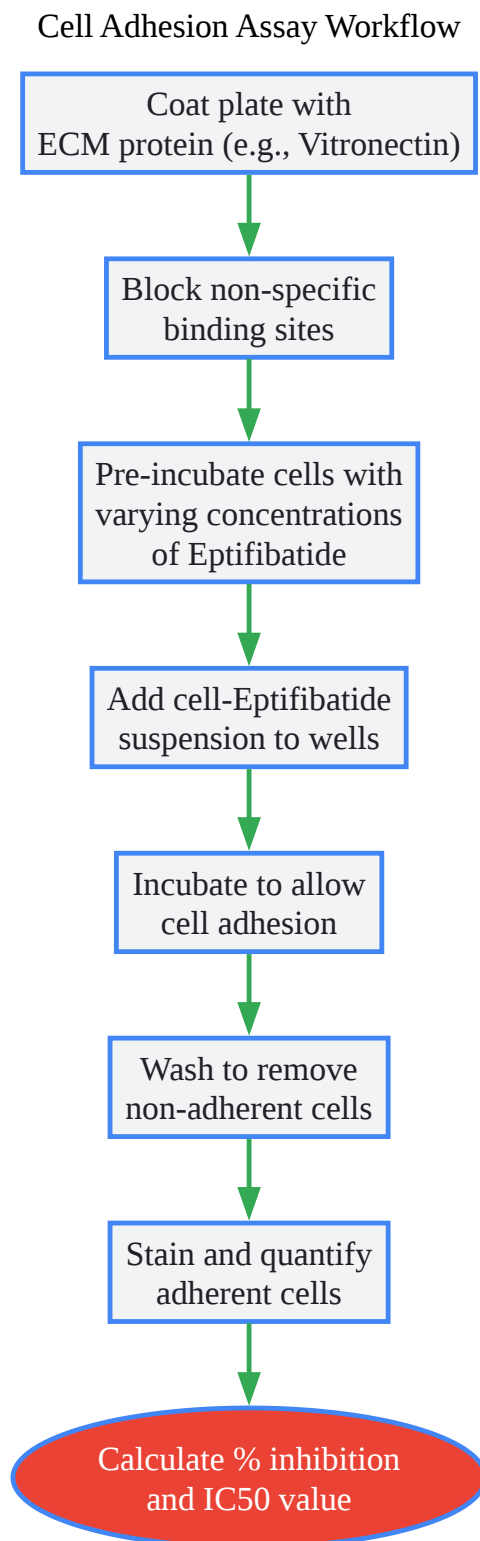 Cell Adhesion Assay Workflow
Coat plate with
ECM protein (e.g., Vitronectin)
Block non-specific
binding sites
Pre-incubate cells with
varying concentrations
of Eptifibatide
Add cell-Eptifibatide
suspension to wells
Incubate to allow
cell adhesion
Wash to remove
non-adherent cells
Stain and quantify
adherent cells
Calculate % inhibition
and IC50 value